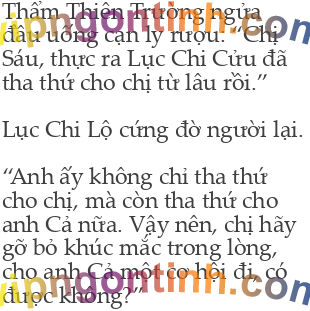 Thẩm Thiên Trường ngửa
đầu uống cạn ly rượu. “Chị
Sáu, thực ra Lục Chi Cửu đã
tha thứ cho chị từ lâu rồi.”
Lục Chi Lộ cứng đờ người lại.
“Anh ấy không chỉ tha thứ
cho chị, mà còn tha thứ cho
anh Cả nữa. Vậy nên, chị hãy
gỡ bỏ khúc mắc trong lòng,
cho anh Cả một cơ hội đi, có
được không?”
vipngontinh.com
vipngontinh.com